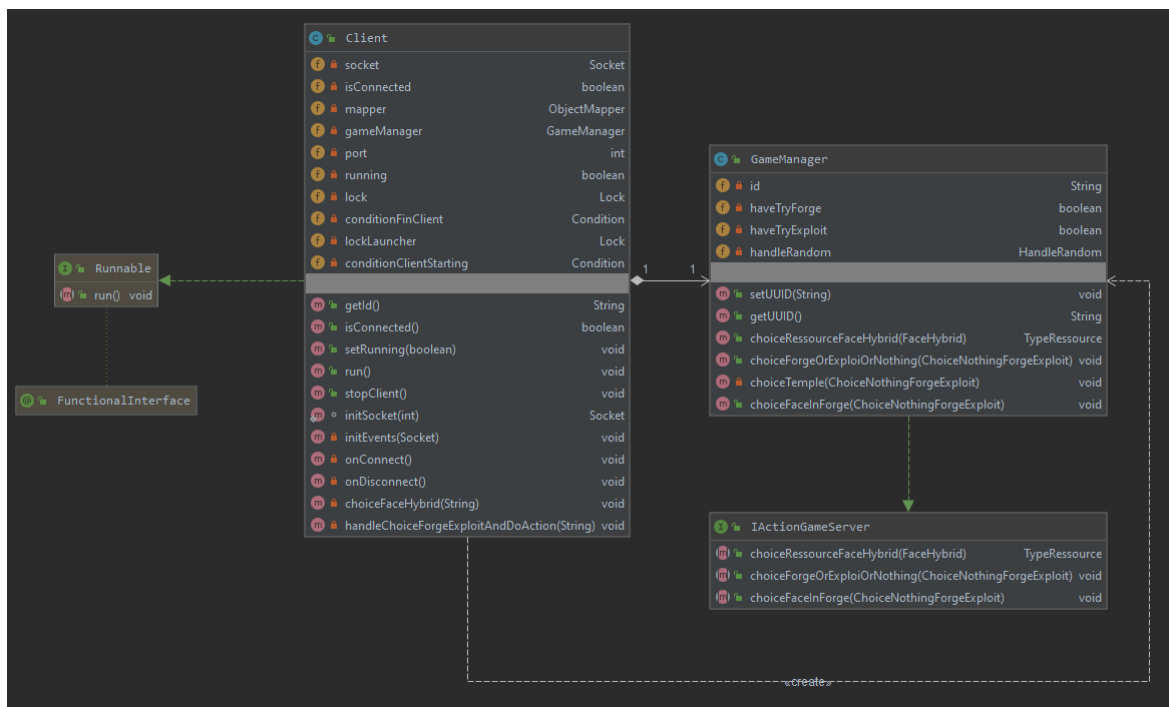 Client
socket Socket
isConnected boolean
mapper ObjectMapper
gameManager GameManager
port int
running boolean
lock Lock
conditionFinClient Condition
lockLauncher Lock
conditionClientStarting Condition
getId() String
isConnected() boolean
setRunning(boolean) void
run() void
stopClient() void
initSocket(int) Socket
initEvents(Socket) void
onConnect() void
onDisconnect() void
choiceFaceHybrid(String) void
handleChoiceForgeExploitAndDoAction(String) void
Runnable
run() void
FunctionalInterface
1 1
GameManager
id String
haveTryForge boolean
haveTryExploit boolean
handleRandom HandleRandom
setUUID(String) void
getUUID() String
choiceRessourceFaceHybrid(FaceHybrid) TypeRessource
choiceForgeOrExploiOrNothing(ChoiceNothingForgeExploit) void
choiceTemple(ChoiceNothingForgeExploit) void
choiceFaceInForge(ChoiceNothingForgeExploit) void
IActionGameServer
choiceRessourceFaceHybrid(FaceHybrid) TypeRessource
choiceForgeOrExploiOrNothing(ChoiceNothingForgeExploit) void
choiceFaceInForge(ChoiceNothingForgeExploit) void
«create»